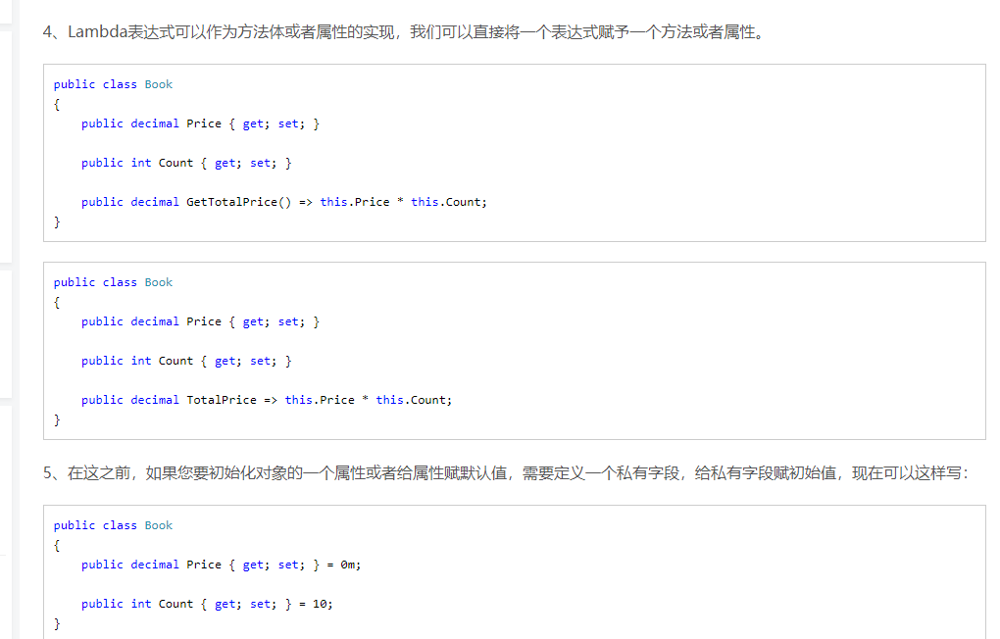 4、Lambda表达式可以作为方法体或者属性的实现，我们可以直接将一个表达式赋予一个方法或者属性。
public class Book
{
    public decimal Price { get; set; }
    public int Count { get; set; }
    public decimal GetTotalPrice() => this.Price * this.Count;
}
public class Book
{
    public decimal Price { get; set; }
    public int Count { get; set; }
    public decimal TotalPrice => this.Price * this.Count;
}
5、在这之前，如果您要初始化对象的一个属性或者给属性赋默认值，需要定义一个私有字段，给私有字段赋初始值，现在可以这样写：
public class Book
{
    public decimal Price { get; set; } = 0m;
    public int Count { get; set; } = 10;
}